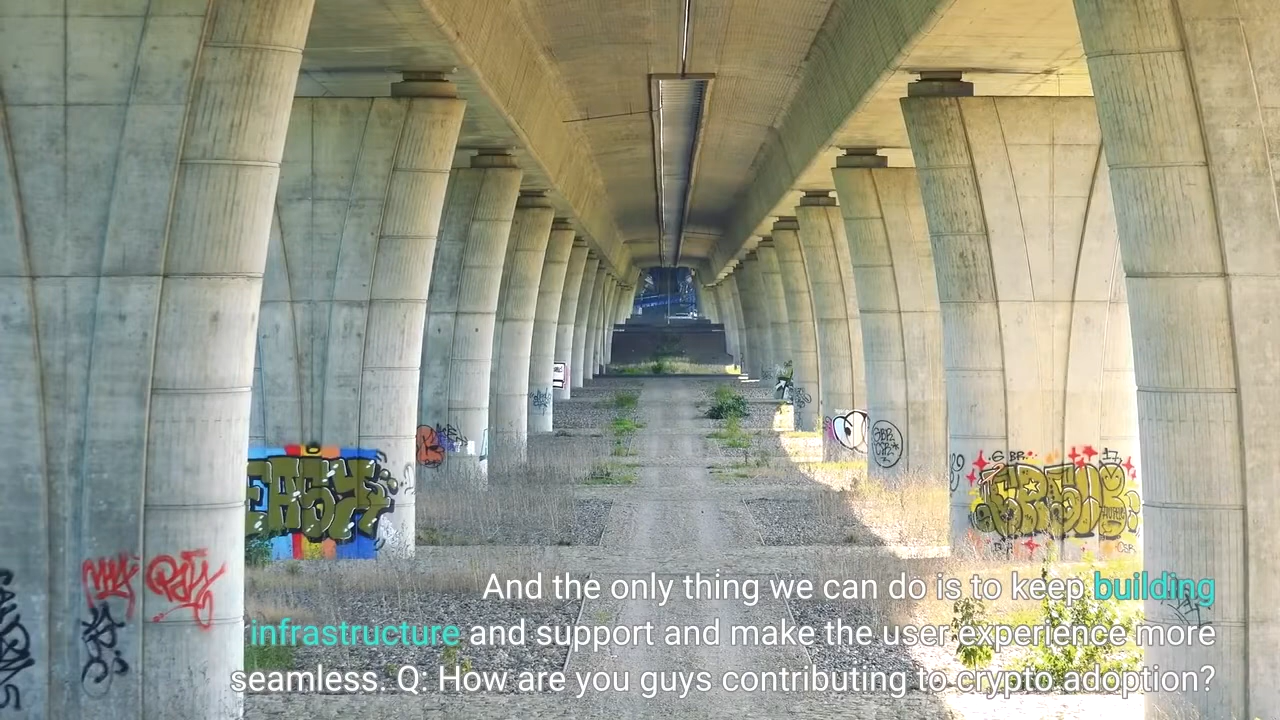 EASY
And the only thing we can do is to keep building
infrastructure and support and make the user experience more
seamless. Q: How are you guys contributing to crypto adoption?